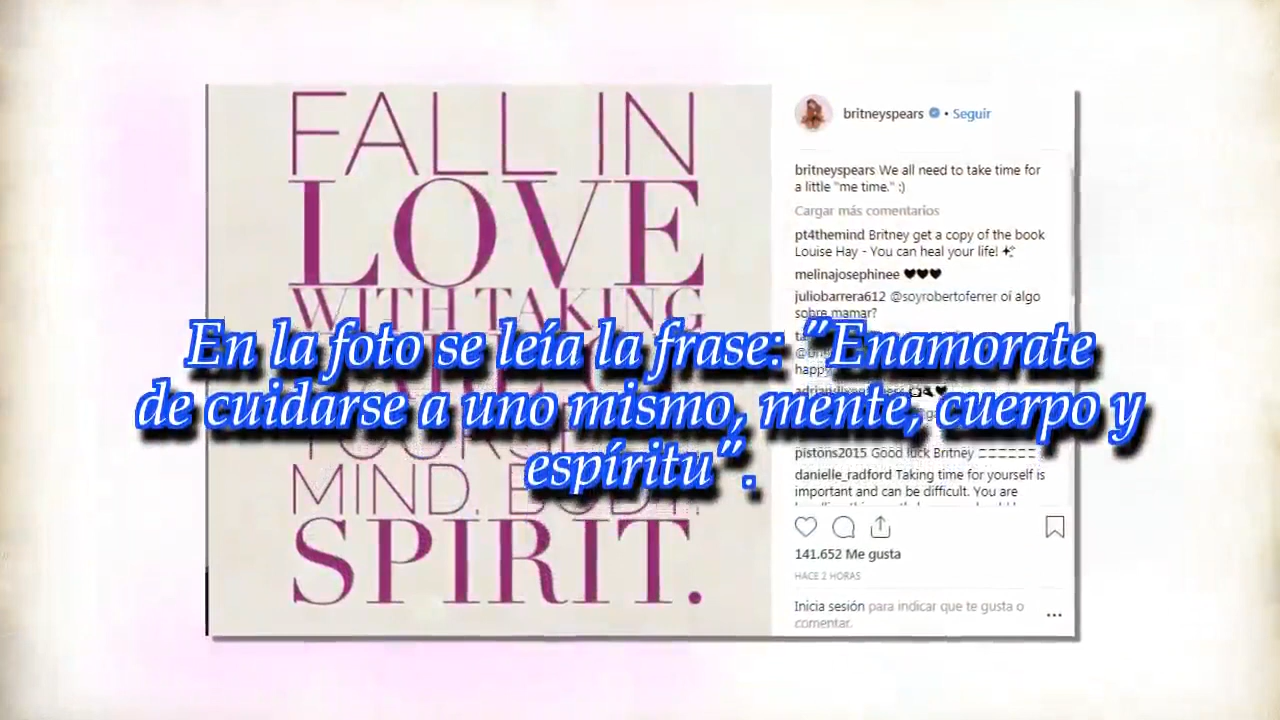 FALL IN
LOVE
WITH TAKING
MIND. BODY.
SPIRIT.
britneyspears • Seguir
britneyspears We all need to take time for
a little "me time." :)
Cargar más comentarios
pt4themind Britney get a copy of the book
Louise Hay - You can heal your life! ✨
melinajosephinee ♥♥♥
juliobarrera612 @soyrobertoferrer oí algo
sobre mamar?
En la foto se leía la frase: "Enamorate
de cuidarse a uno mismo, mente, cuerpo y
espíritu".
pistons2015 Good luck Britney
danielle_radford Taking time for yourself is
important and can be difficult. You are
141.652 Me gusta
HACE 2 HORAS
Inicia sesión para indicar que te gusta o
comentar.